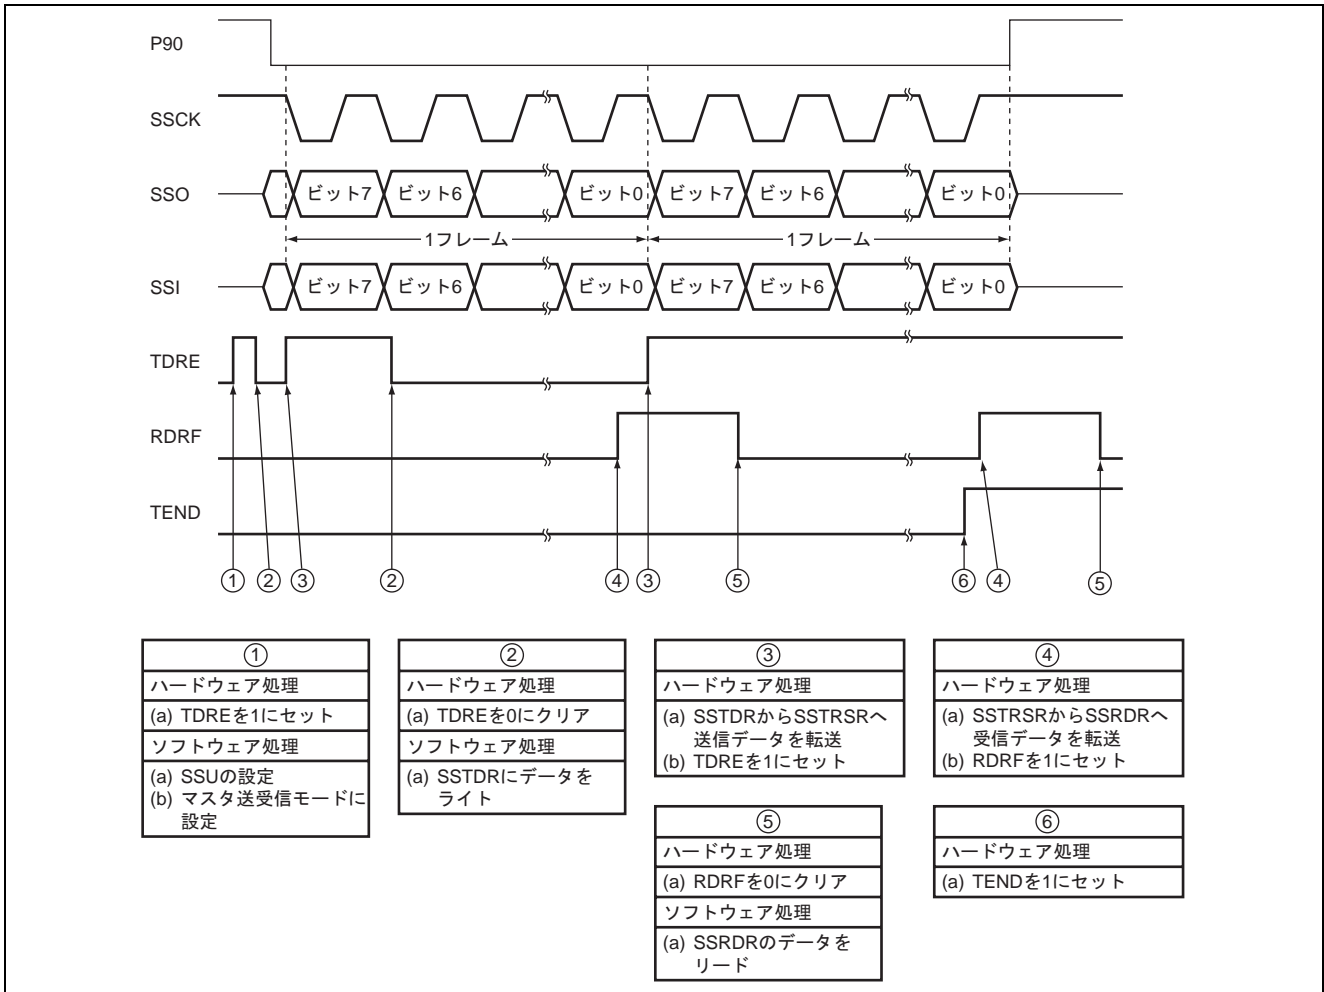 P90
SSCK
SSO
ビット7 ビット6 ビット0 ビット7 ビット6 ビット0
1フレーム 1フレーム
SSI
ビット7 ビット6 ビット0 ビット7 ビット6 ビット0
TDRE
RDRF
TEND
① ② ③ ② ④ ③ ⑤ ⑥ ④ ⑤
①
ハードウェア処理
(a) TDREを1にセット
ソフトウェア処理
(a) SSUの設定
(b) マスタ送受信モードに
設定
②
ハードウェア処理
(a) TDREを0にクリア
ソフトウェア処理
(a) SSTDRにデータを
ライト
③
ハードウェア処理
(a) SSTDRからSSTRSRへ
送信データを転送
(b) TDREを1にセット
④
ハードウェア処理
(a) SSTRSRからSSRDRへ
受信データを転送
(b) RDRFを1にセット
⑤
ハードウェア処理
(a) RDRFを0にクリア
ソフトウェア処理
(a) SSRDRのデータを
リード
⑥
ハードウェア処理
(a) TENDを1にセット